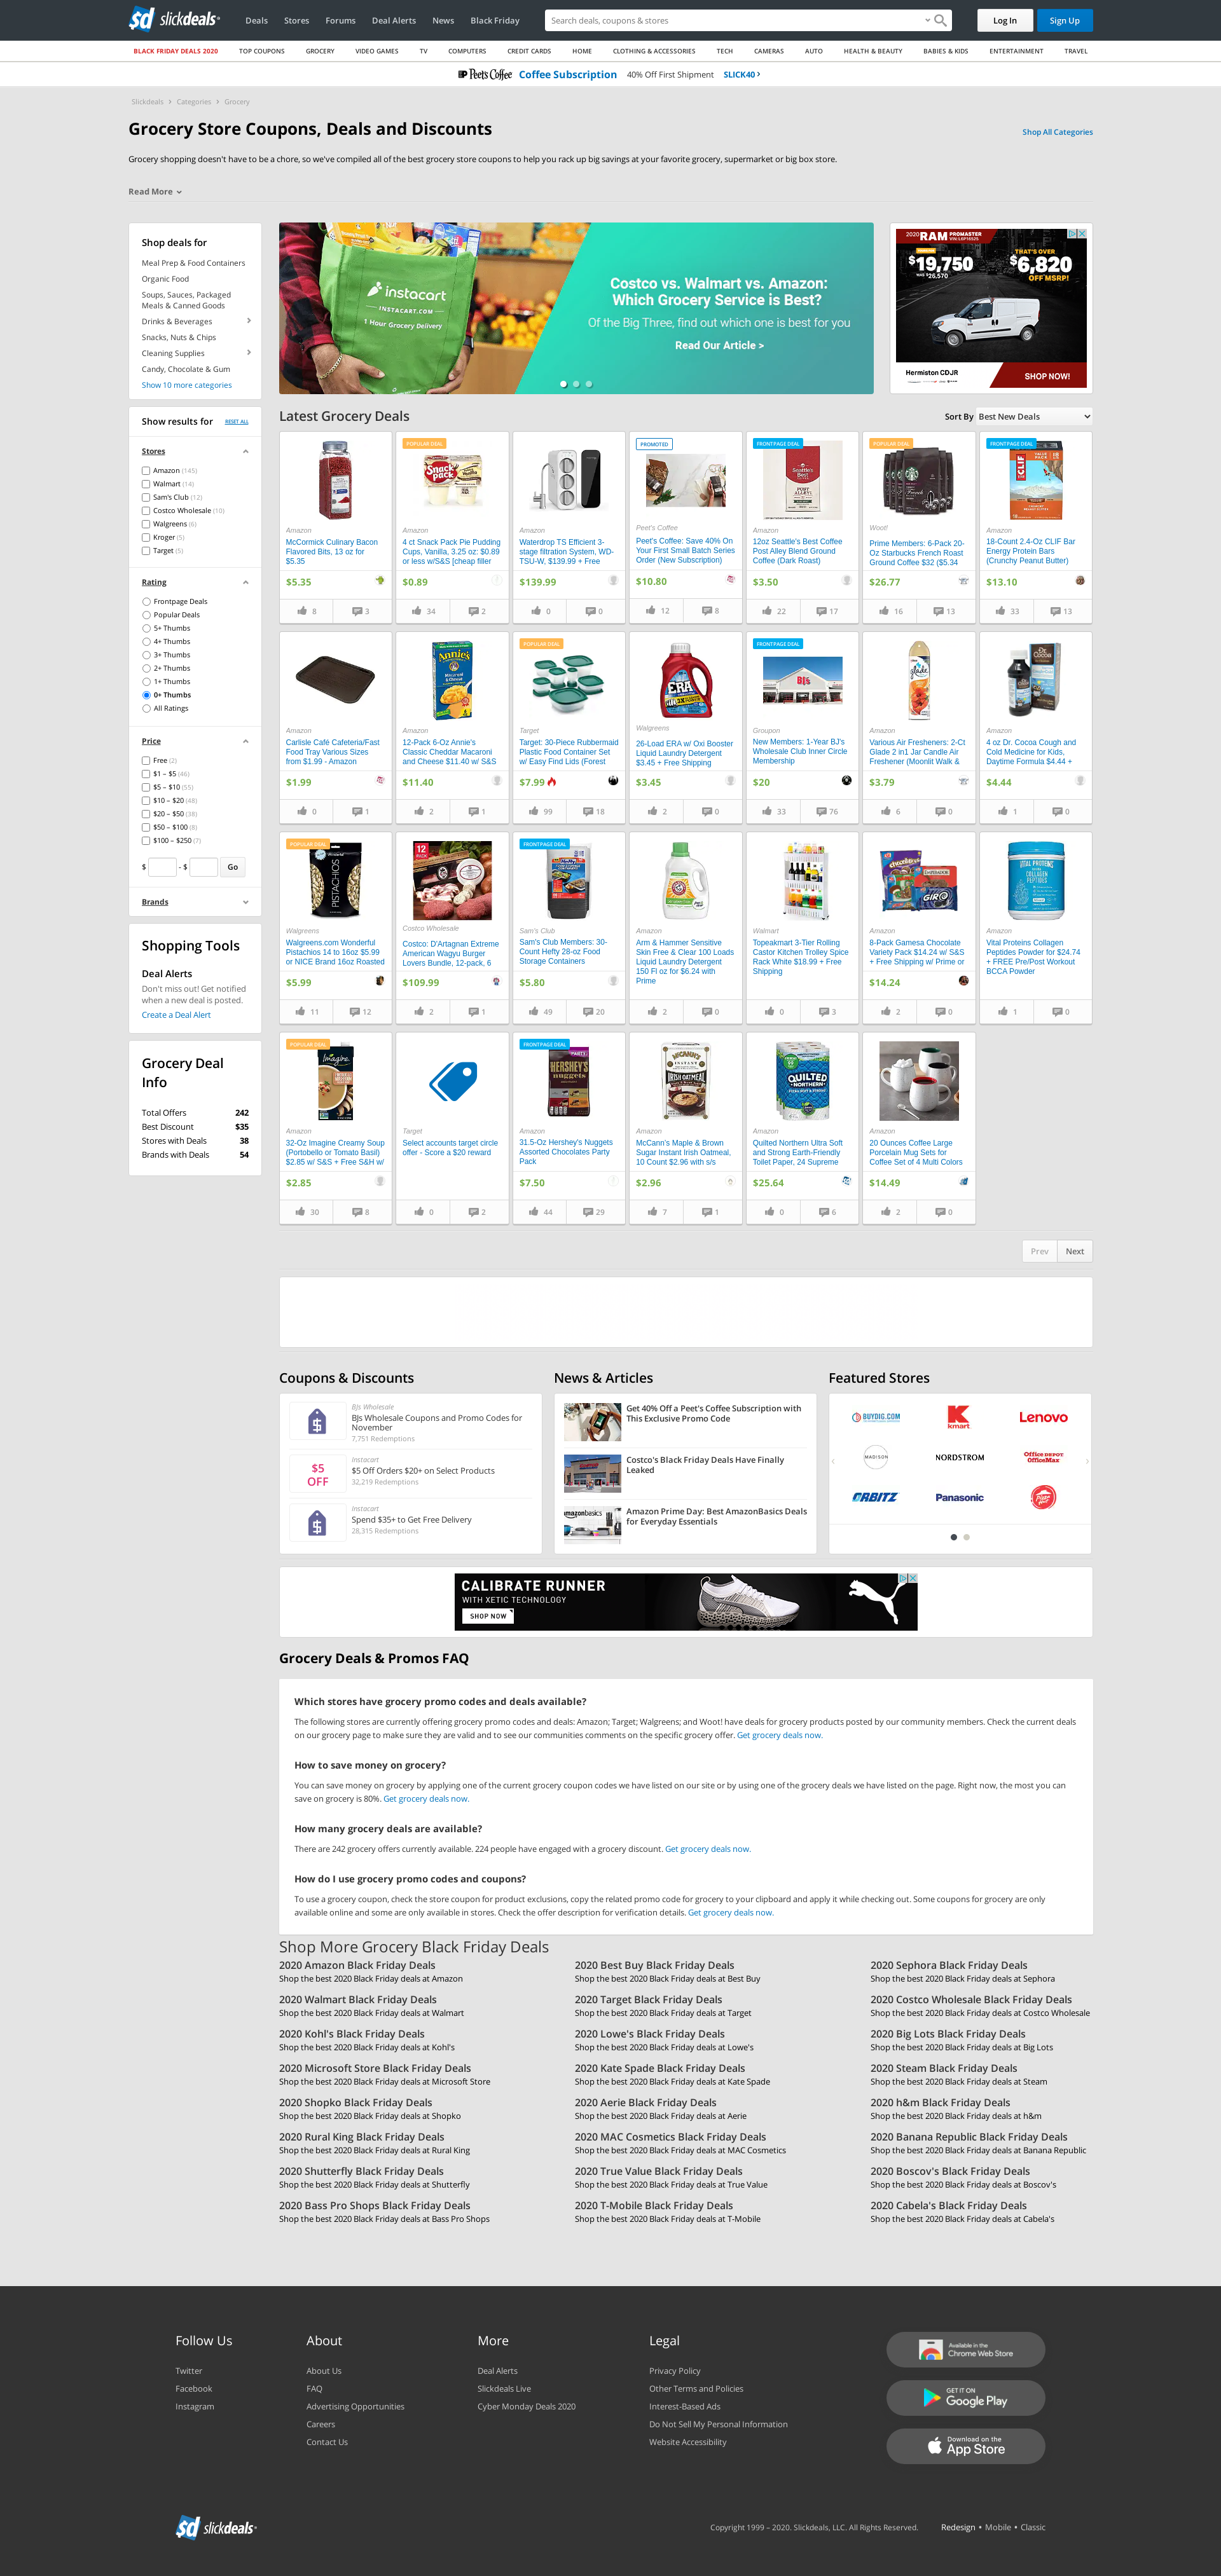 slickdeals
Deals
Stores
Forums
Deal Alerts
News
Black Friday
Search deals, coupons & stores
Log In
Sign Up
BLACK FRIDAY DEALS 2020
TOP COUPONS
GROCERY
VIDEO GAMES
TV
COMPUTERS
CREDIT CARDS
HOME
CLOTHING & ACCESSORIES
TECH
CAMERAS
AUTO
HEALTH & BEAUTY
BABIES & KIDS
ENTERTAINMENT
TRAVEL
Peet's Coffee Coffee Subscription 40% Off First Shipment SLICK40 >
Slickdeals > Categories > Grocery
Grocery Store Coupons, Deals and Discounts
Shop All Categories
Grocery shopping doesn't have to be a chore, so we've compiled all of the best grocery store coupons to help you rack up big savings at your favorite grocery, supermarket or big box store.
Read More
Shop deals for
Meal Prep & Food Containers
Organic Food
Soups, Sauces, Packaged
Meals & Canned Goods
Drinks & Beverages
Snacks, Nuts & Chips
Cleaning Supplies
Candy, Chocolate & Gum
Show 10 more categories
Show results for
RESET ALL
Stores
Amazon (145)
Walmart (14)
Sam's Club (12)
Costco Wholesale (10)
Walgreens (6)
Kroger (5)
Target (5)
Rating
Frontpage Deals
Popular Deals
5+ Thumbs
4+ Thumbs
3+ Thumbs
2+ Thumbs
1+ Thumbs
0+ Thumbs
All Ratings
Price
Free (2)
$1 – $5 (46)
$5 – $10 (55)
$10 – $20 (48)
$20 – $50 (38)
$50 – $100 (8)
$100 – $250 (7)
$ - $ Go
Brands
Shopping Tools
Deal Alerts
Don't miss out! Get notified
when a new deal is posted.
Create a Deal Alert
Grocery Deal
Info
Total Offers 242
Best Discount $35
Stores with Deals 38
Brands with Deals 54
instacart
INSTACART.COM
1 Hour Grocery Delivery
Costco vs. Walmart vs. Amazon:
Which Grocery Service is Best?
Of the Big Three, find out which one is best for you
Read Our Article >
2020 RAM PROMASTER
$19,750
WAS $26,570
THAT'S OVER
$6,820
OFF MSRP!
Hermiston CDJR
SHOP NOW!
Latest Grocery Deals
Sort By Best New Deals
Amazon
McCormick Culinary Bacon
Flavored Bits, 13 oz for
$5.35
$5.35
8 3
POPULAR DEAL
Snack pack
Amazon
4 ct Snack Pack Pie Pudding
Cups, Vanilla, 3.25 oz: $0.89
or less w/S&S [cheap filler
$0.89
34 2
Amazon
Waterdrop TS Efficient 3-
stage filtration System, WD-
TSU-W, $139.99 + Free
$139.99
0 0
PROMOTED
Peet's Coffee
Peet's Coffee: Save 40% On
Your First Small Batch Series
Order (New Subscription)
$10.80
12 8
FRONTPAGE DEAL
Seattle's Best
POST ALLEY
Amazon
12oz Seattle's Best Coffee
Post Alley Blend Ground
Coffee (Dark Roast)
$3.50
22 17
POPULAR DEAL
Woot!
Prime Members: 6-Pack 20-
Oz Starbucks French Roast
Ground Coffee $32 ($5.34
$26.77
16 13
FRONTPAGE DEAL
CLIF
Amazon
18-Count 2.4-Oz CLIF Bar
Energy Protein Bars
(Crunchy Peanut Butter)
$13.10
33 13
Amazon
Carlisle Café Cafeteria/Fast
Food Tray Various Sizes
from $1.99 - Amazon
$1.99
0 1
Annie's
Amazon
12-Pack 6-Oz Annie's
Classic Cheddar Macaroni
and Cheese $11.40 w/ S&S
$11.40
2 1
POPULAR DEAL
Target
Target: 30-Piece Rubbermaid
Plastic Food Container Set
w/ Easy Find Lids (Forest
$7.99
99 18
ERA
Walgreens
26-Load ERA w/ Oxi Booster
Liquid Laundry Detergent
$3.45 + Free Shipping
$3.45
2 0
FRONTPAGE DEAL
BJ's
Groupon
New Members: 1-Year BJ's
Wholesale Club Inner Circle
Membership
$20
33 76
glade
Amazon
Various Air Fresheners: 2-Ct
Glade 2 in1 Jar Candle Air
Freshener (Moonlit Walk &
$3.79
6 0
Dr. Cocoa
Amazon
4 oz Dr. Cocoa Cough and
Cold Medicine for Kids,
Daytime Formula $4.44 +
$4.44
1 0
POPULAR DEAL
PISTACHIOS
Walgreens
Walgreens.com Wonderful
Pistachios 14 to 16oz $5.99
or NICE Brand 16oz Roasted
$5.99
11 12
12 PACK
Costco Wholesale
Costco: D'Artagnan Extreme
American Wagyu Burger
Lovers Bundle, 12-pack, 6
$109.99
2 1
FRONTPAGE DEAL
Sam's Club
Sam's Club Members: 30-
Count Hefty 28-oz Food
Storage Containers
$5.80
49 20
Amazon
Arm & Hammer Sensitive
Skin Free & Clear 100 Loads
Liquid Laundry Detergent
150 Fl oz for $6.24 with
Prime
2 0
Walmart
Topeakmart 3-Tier Rolling
Castor Kitchen Trolley Spice
Rack White $18.99 + Free
Shipping
0 3
EMPERADOR
GIRO
Amazon
8-Pack Gamesa Chocolate
Variety Pack $14.24 w/ S&S
+ Free Shipping w/ Prime or
$14.24
2 0
VITAL PROTEINS
COLLAGEN
PEPTIDES
Amazon
Vital Proteins Collagen
Peptides Powder for $24.74
+ FREE Pre/Post Workout
BCCA Powder
1 0
POPULAR DEAL
Imagine
Amazon
32-Oz Imagine Creamy Soup
(Portobello or Tomato Basil)
$2.85 w/ S&S + Free S&H w/
$2.85
30 8
Target
Select accounts target circle
offer - Score a $20 reward
0 2
FRONTPAGE DEAL
HERSHEY'S
nuggets
Amazon
31.5-Oz Hershey's Nuggets
Assorted Chocolates Party
Pack
$7.50
44 29
McCANN'S
INSTANT
IRISH OATMEAL
Amazon
McCann's Maple & Brown
Sugar Instant Irish Oatmeal,
10 Count $2.96 with s/s
$2.96
7 1
QUILTED
NORTHERN
Amazon
Quilted Northern Ultra Soft
and Strong Earth-Friendly
Toilet Paper, 24 Supreme
$25.64
0 6
Amazon
20 Ounces Coffee Large
Porcelain Mug Sets for
Coffee Set of 4 Multi Colors
$14.49
2 0
Prev Next
Coupons & Discounts
BJs Wholesale
BJs Wholesale Coupons and Promo Codes for
November
7,751 Redemptions
$5
OFF
Instacart
$5 Off Orders $20+ on Select Products
32,219 Redemptions
Instacart
Spend $35+ to Get Free Delivery
28,315 Redemptions
News & Articles
Get 40% Off a Peet's Coffee Subscription with
This Exclusive Promo Code
Costco's Black Friday Deals Have Finally
Leaked
amazonbasics
Amazon Prime Day: Best AmazonBasics Deals
for Everyday Essentials
Featured Stores
BUYDIG.COM
kmart
Lenovo
MADISON
NORDSTROM
Office DEPOT
OfficeMax
ORBITZ
Panasonic
Pizza Hut
CALIBRATE RUNNER
WITH XETIC TECHNOLOGY
SHOP NOW
Grocery Deals & Promos FAQ
Which stores have grocery promo codes and deals available?
The following stores are currently offering grocery promo codes and deals: Amazon; Target; Walgreens; and Woot! have deals for grocery products posted by our community members. Check the current deals
on our grocery page to make sure they are valid and to see our communities comments on the specific grocery offer. Get grocery deals now.
How to save money on grocery?
You can save money on grocery by applying one of the current grocery coupon codes we have listed on our site or by using one of the grocery deals we have listed on the page. Right now, the most you can
save on grocery is 80%. Get grocery deals now.
How many grocery deals are available?
There are 242 grocery offers currently available. 224 people have engaged with a grocery discount. Get grocery deals now.
How do I use grocery promo codes and coupons?
To use a grocery coupon, check the store coupon for product exclusions, copy the related promo code for grocery to your clipboard and apply it while checking out. Some coupons for grocery are only
available online and some are only available in stores. Check the offer description for verification details. Get grocery deals now.
Shop More Grocery Black Friday Deals
2020 Amazon Black Friday Deals
Shop the best 2020 Black Friday deals at Amazon
2020 Best Buy Black Friday Deals
Shop the best 2020 Black Friday deals at Best Buy
2020 Sephora Black Friday Deals
Shop the best 2020 Black Friday deals at Sephora
2020 Walmart Black Friday Deals
Shop the best 2020 Black Friday deals at Walmart
2020 Target Black Friday Deals
Shop the best 2020 Black Friday deals at Target
2020 Costco Wholesale Black Friday Deals
Shop the best 2020 Black Friday deals at Costco Wholesale
2020 Kohl's Black Friday Deals
Shop the best 2020 Black Friday deals at Kohl's
2020 Lowe's Black Friday Deals
Shop the best 2020 Black Friday deals at Lowe's
2020 Big Lots Black Friday Deals
Shop the best 2020 Black Friday deals at Big Lots
2020 Microsoft Store Black Friday Deals
Shop the best 2020 Black Friday deals at Microsoft Store
2020 Kate Spade Black Friday Deals
Shop the best 2020 Black Friday deals at Kate Spade
2020 Steam Black Friday Deals
Shop the best 2020 Black Friday deals at Steam
2020 Shopko Black Friday Deals
Shop the best 2020 Black Friday deals at Shopko
2020 Aerie Black Friday Deals
Shop the best 2020 Black Friday deals at Aerie
2020 h&m Black Friday Deals
Shop the best 2020 Black Friday deals at h&m
2020 Rural King Black Friday Deals
Shop the best 2020 Black Friday deals at Rural King
2020 MAC Cosmetics Black Friday Deals
Shop the best 2020 Black Friday deals at MAC Cosmetics
2020 Banana Republic Black Friday Deals
Shop the best 2020 Black Friday deals at Banana Republic
2020 Shutterfly Black Friday Deals
Shop the best 2020 Black Friday deals at Shutterfly
2020 True Value Black Friday Deals
Shop the best 2020 Black Friday deals at True Value
2020 Boscov's Black Friday Deals
Shop the best 2020 Black Friday deals at Boscov's
2020 Bass Pro Shops Black Friday Deals
Shop the best 2020 Black Friday deals at Bass Pro Shops
2020 T-Mobile Black Friday Deals
Shop the best 2020 Black Friday deals at T-Mobile
2020 Cabela's Black Friday Deals
Shop the best 2020 Black Friday deals at Cabela's
Follow Us
Twitter
Facebook
Instagram
About
About Us
FAQ
Advertising Opportunities
Careers
Contact Us
More
Deal Alerts
Slickdeals Live
Cyber Monday Deals 2020
Legal
Privacy Policy
Other Terms and Policies
Interest-Based Ads
Do Not Sell My Personal Information
Website Accessibility
Available in the
Chrome Web Store
GET IT ON
Google Play
Download on the
App Store
slickdeals
Copyright 1999 – 2020. Slickdeals, LLC. All Rights Reserved.
Redesign • Mobile • Classic